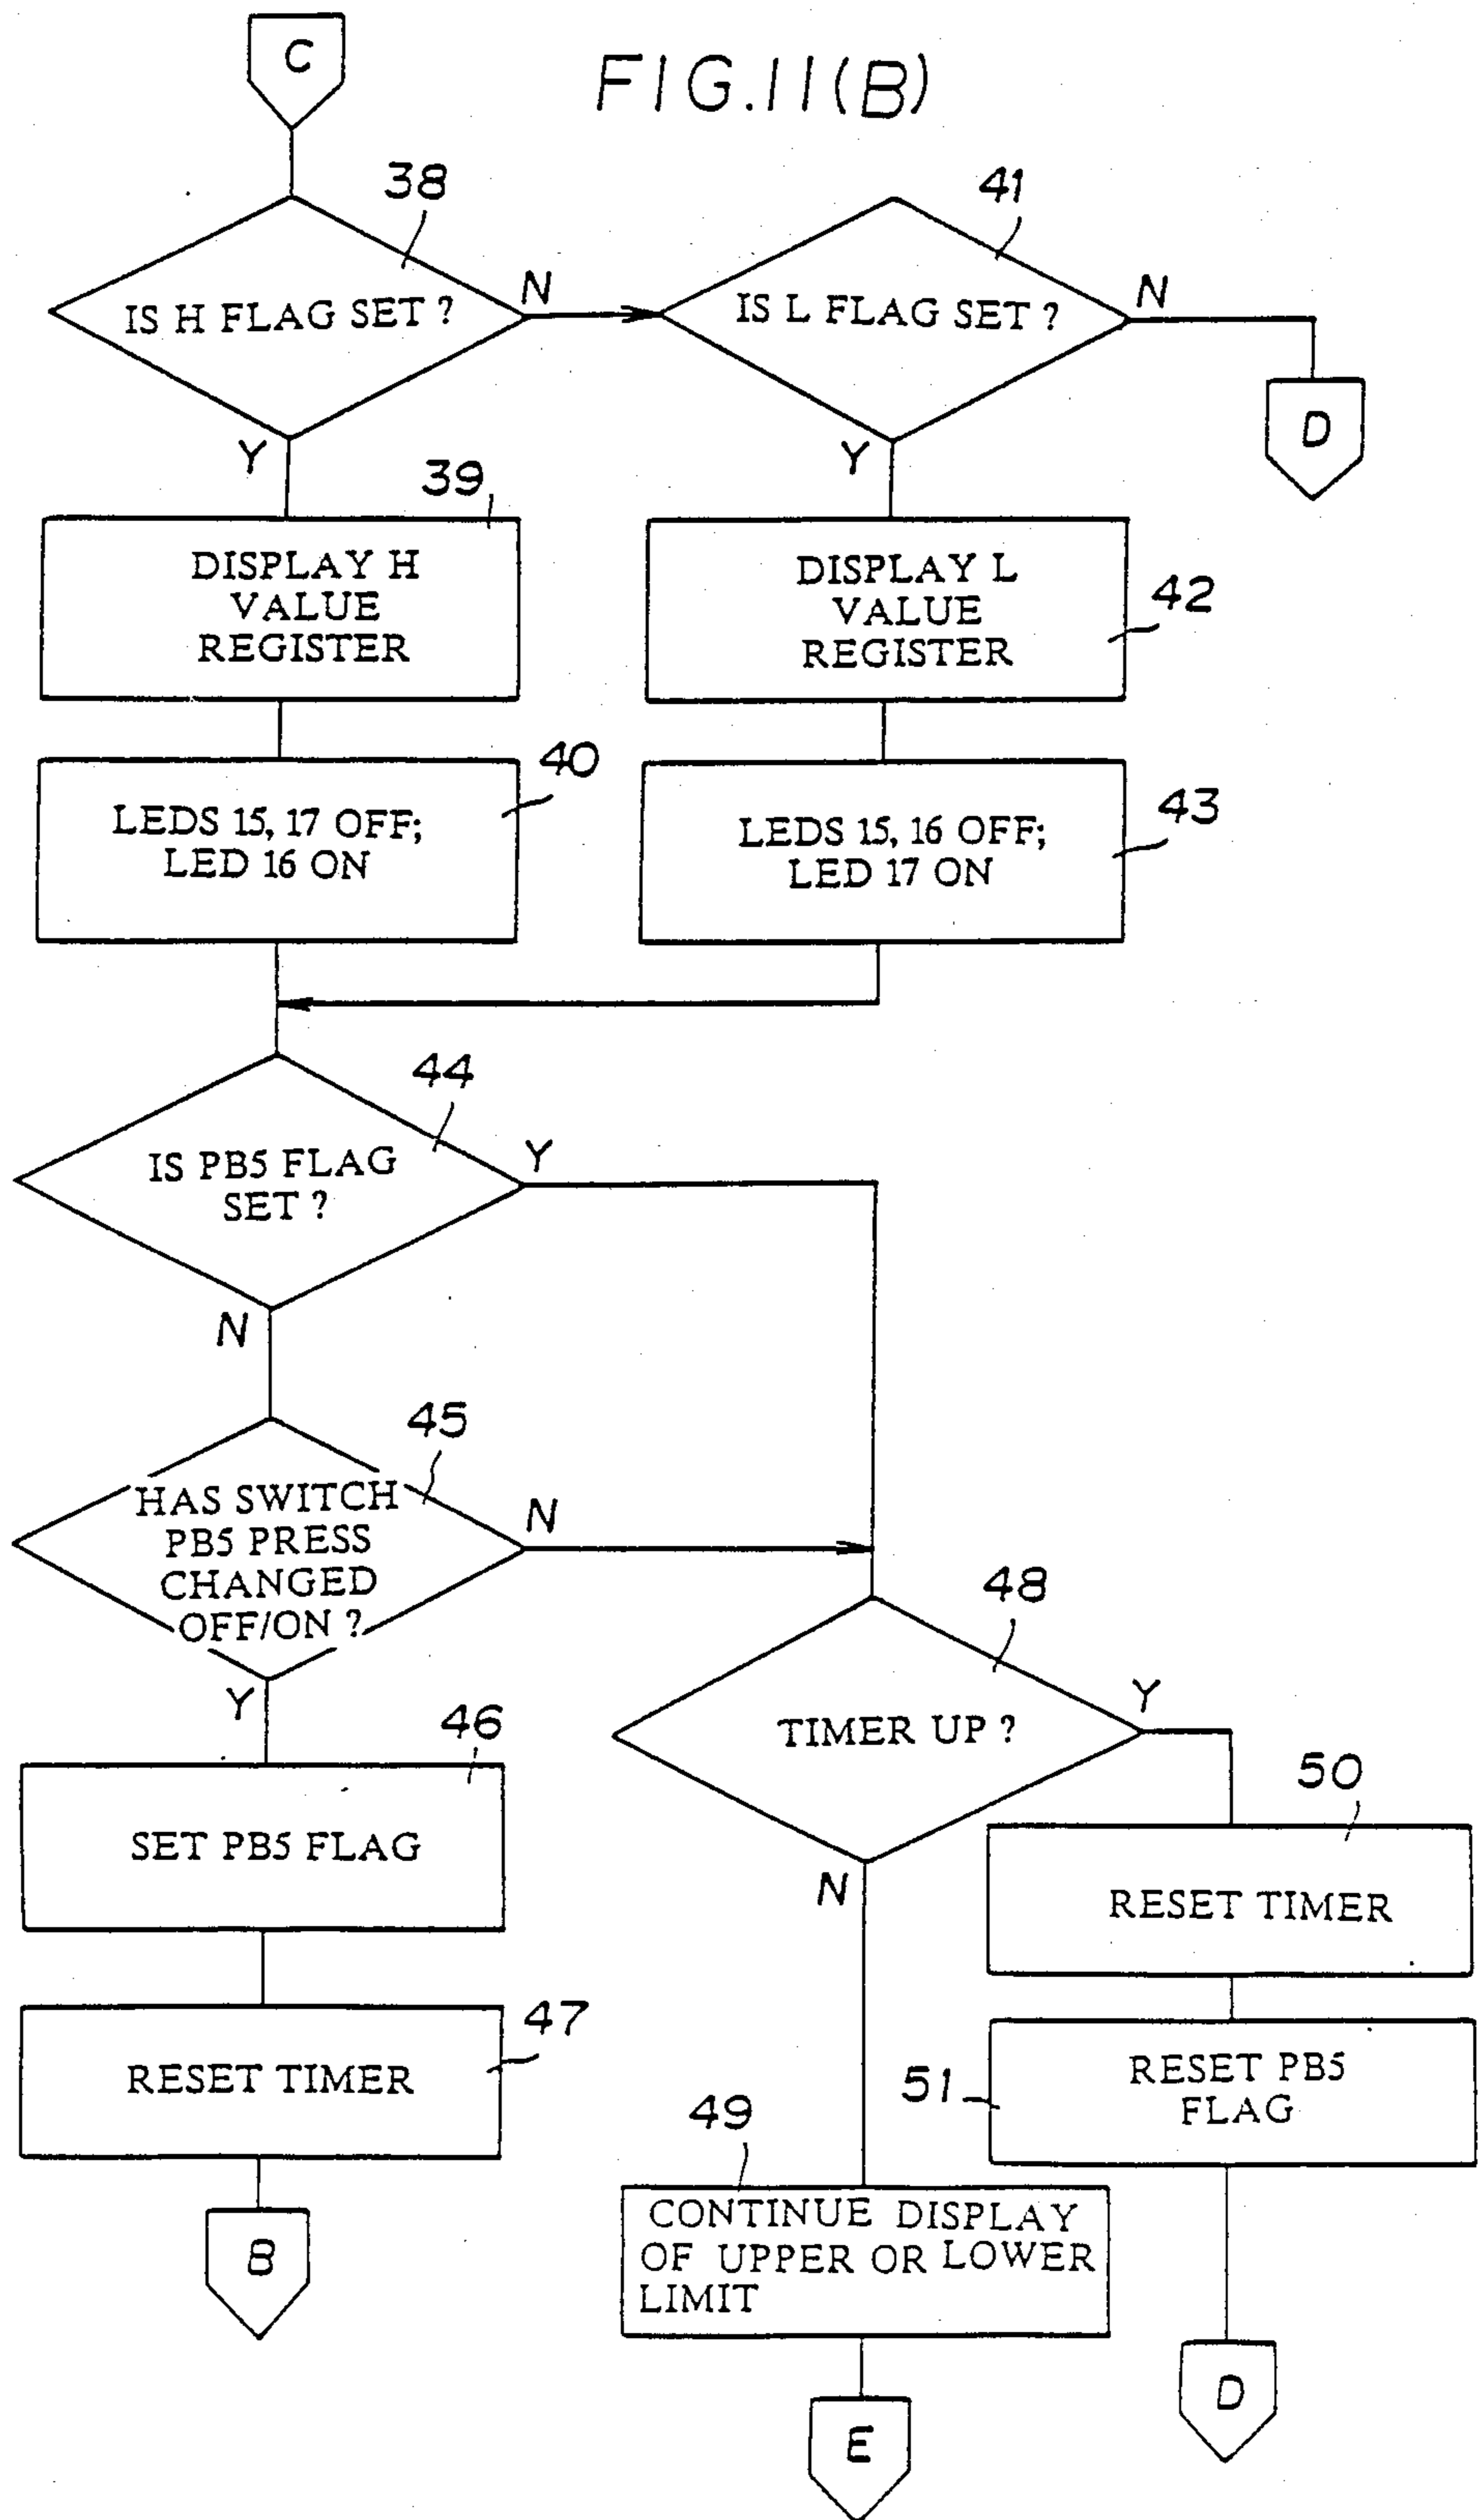 C
FIG.11(B)
38
41
IS H FLAG SET ?
N
IS L FLAG SET ?
N
D
Y
Y
39
DISPLAY H
VALUE
REGISTER
DISPLAY L
VALUE
REGISTER
42
40
LEDS 15, 17 OFF;
LED 16 ON
LEDS 15, 16 OFF;
LED 17 ON
43
44
IS PB5 FLAG
SET ?
Y
N
45
HAS SWITCH
PB5 PRESS
CHANGED
OFF/ON ?
N
48
Y
TIMER UP ?
Y
46
50
SET PB5 FLAG
N
RESET TIMER
47
RESET TIMER
51
RESET PB5
FLAG
49
CONTINUE DISPLAY
OF UPPER OR LOWER
LIMIT
B
D
E